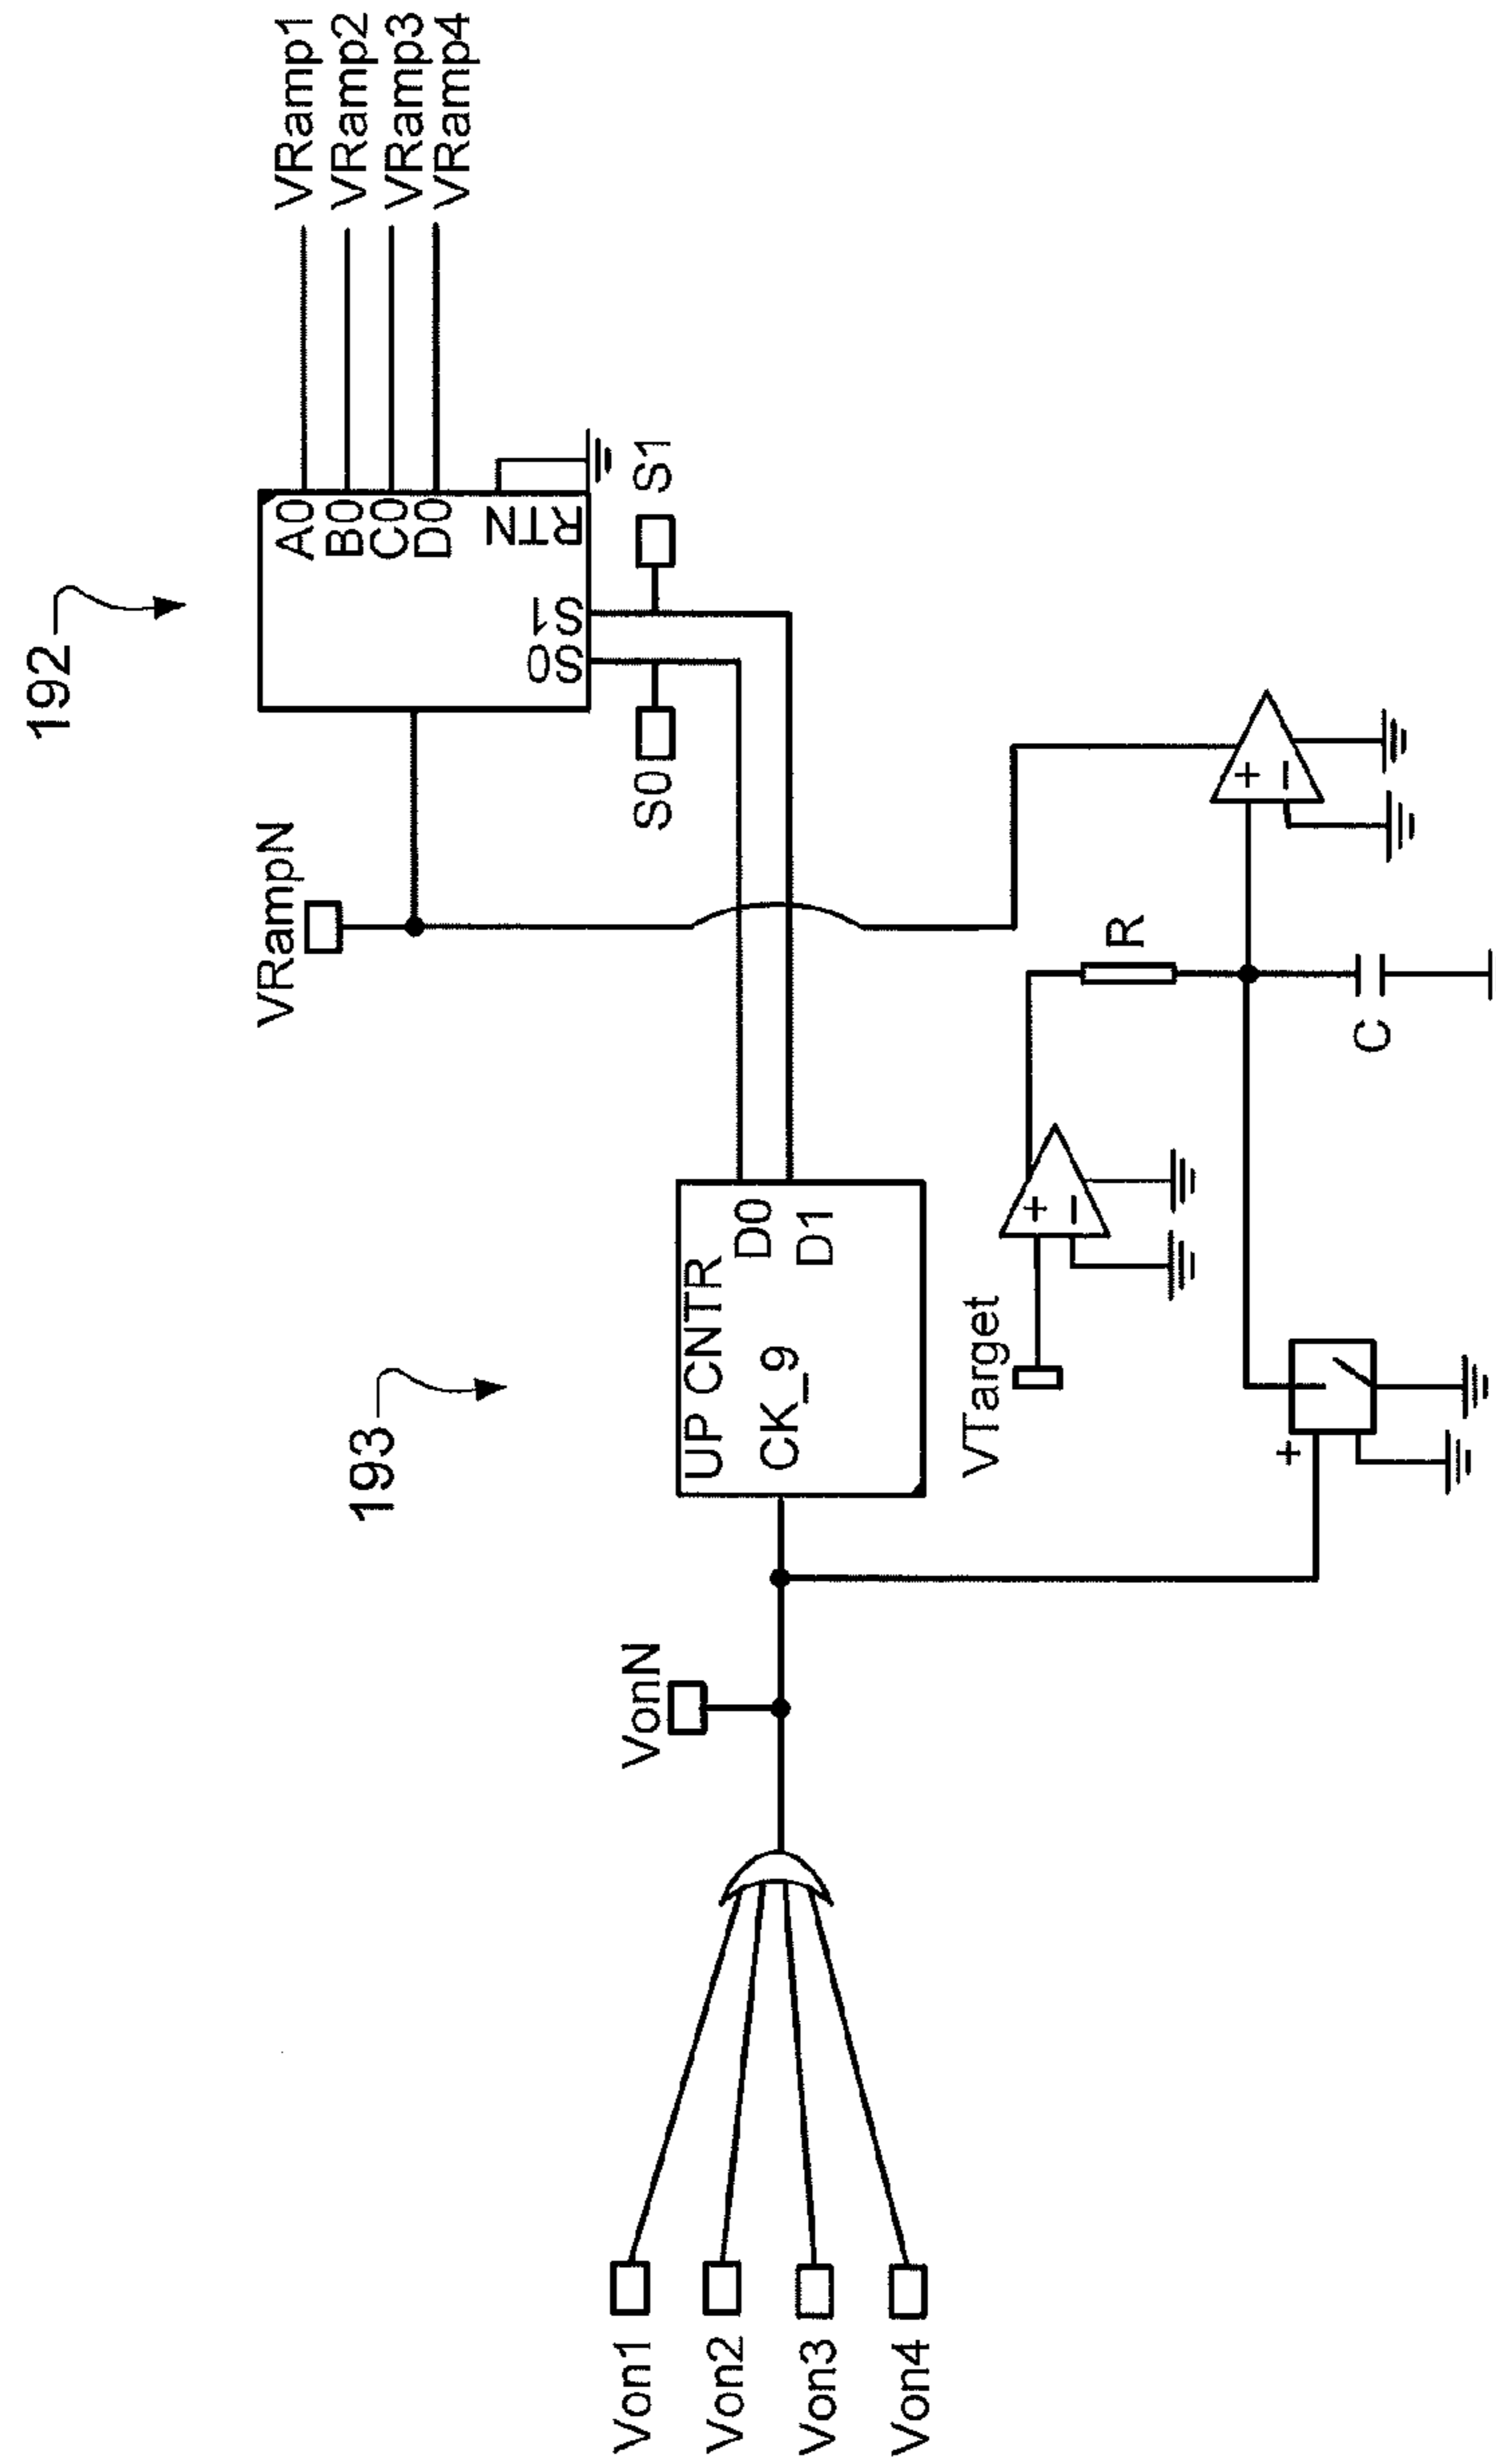 192
VRamp1
VRamp2
VRamp3
VRamp4
A0
B0
C0
D0
RTN
S0
S1
S0
S1
VRampN
193
UP CNTR
CK_9
D0
D1
VonN
Von1
Von2
Von3
Von4
VTarget
+
−
R
C
+
−
+